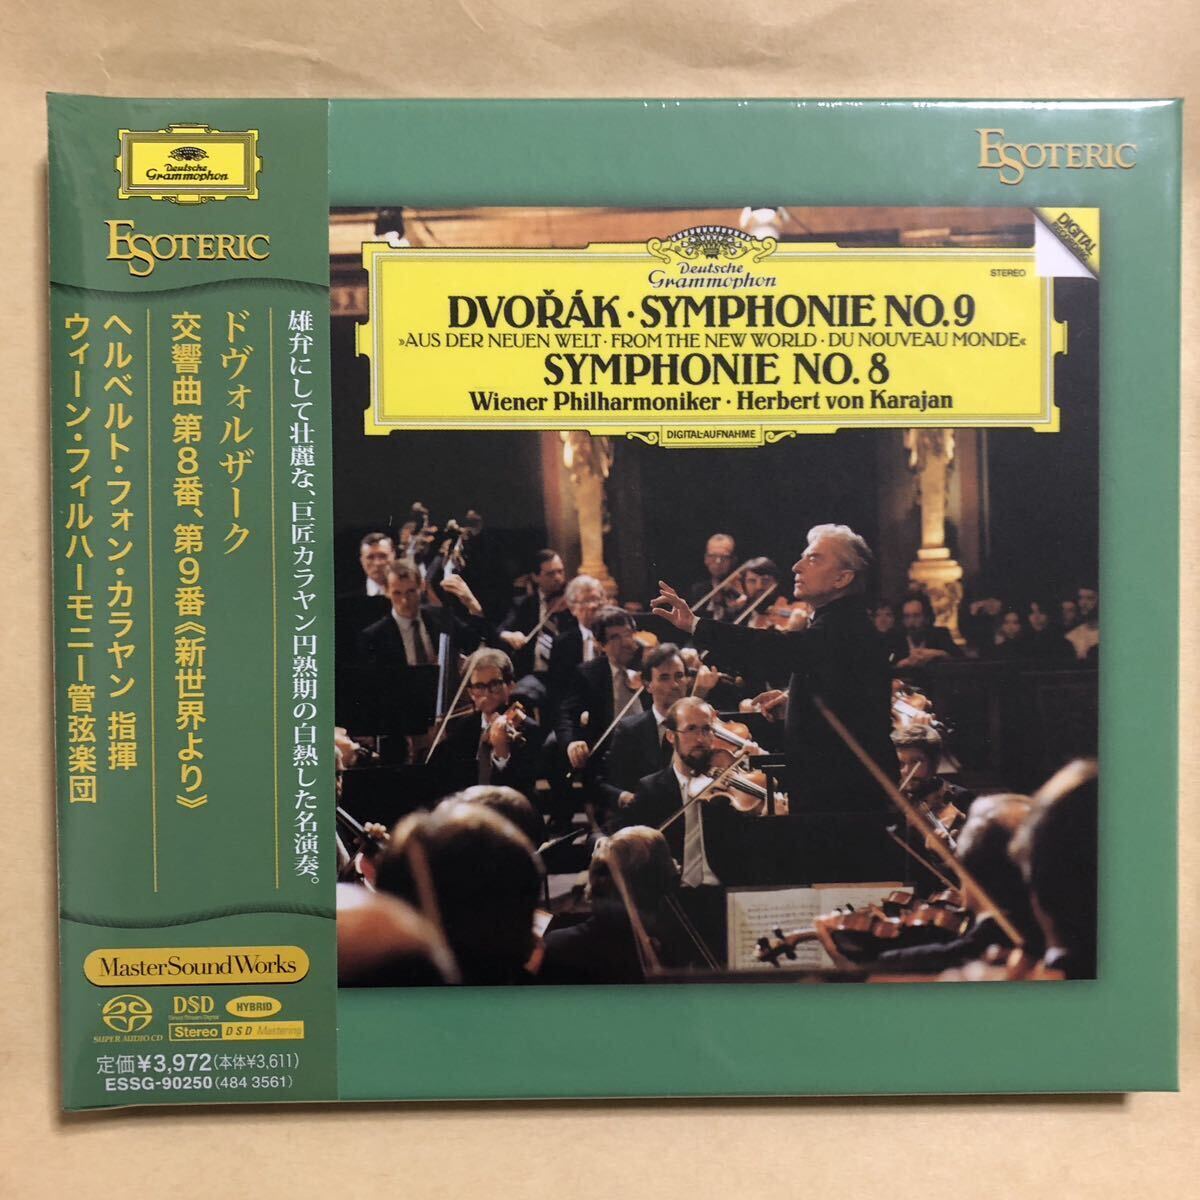 Deutsche
Grammophon
ESOTERIC
雄弁にして壮麗な、巨匠カラヤン円熟期の白熱した名演奏。
ドヴォルザーク
交響曲 第8番、第9番《新世界より》
ヘルベルト・フォン・カラヤン 指揮
ウィーン・フィルハーモニー管弦楽団
MasterSoundWorks
SUPER AUDIO CD
DSD
Direct Stream Digital
HYBRID
Stereo DSD Mastering
定価¥3,972(本体¥3,611)
ESSG-90250(484 3561)
ESOTERIC
DIGITAL
RECORDING
STEREO
Deutsche
Grammophon
DVOŘÁK·SYMPHONIE NO.9
»AUS DER NEUEN WELT·FROM THE NEW WORLD·DU NOUVEAU MONDE«
SYMPHONIE NO. 8
Wiener Philharmoniker·Herbert von Karajan
DIGITAL-AUFNAHME